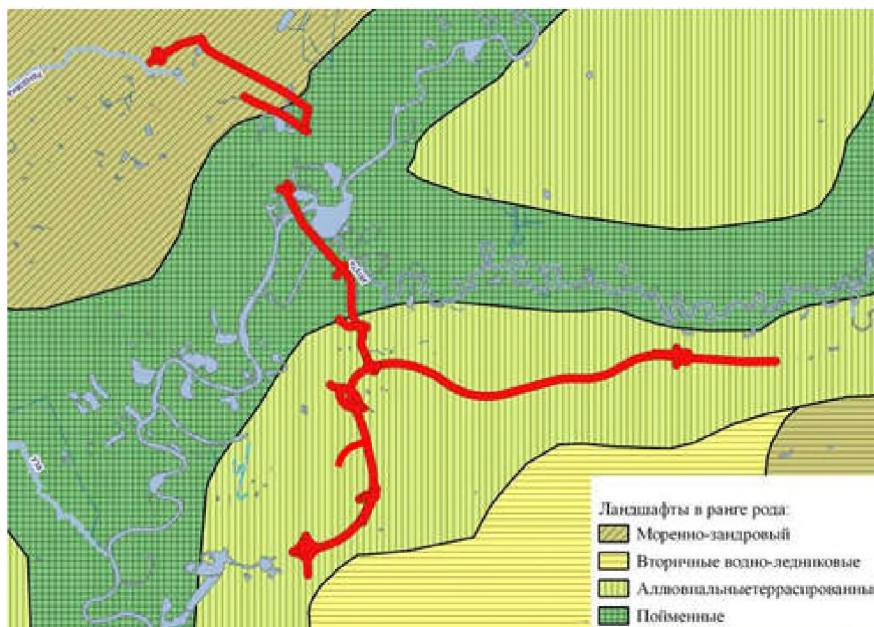 Ландшафты в ранге рода:
Моренно-зандровый
Вторичные водно-ледниковые
Аллювиальныетеррасированны
Пойменные